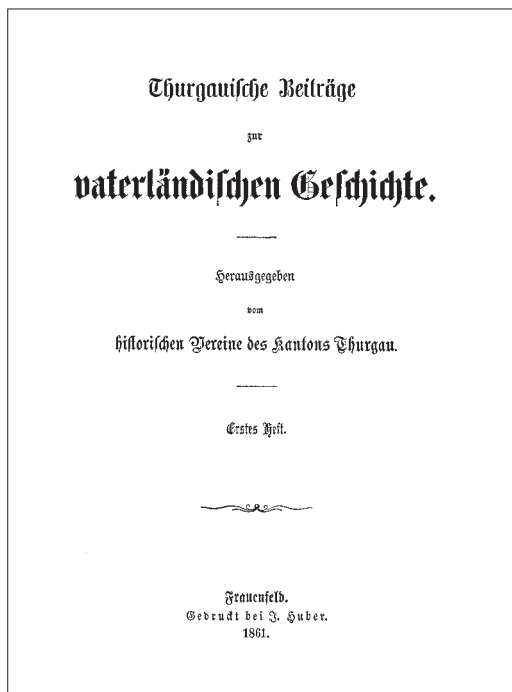 Thurgauische Beiträge
zur
vaterländischen Geschichte.
Herausgegeben
vom
historischen Vereine des Kantons Thurgau.
Erstes Heft.
Frauenfeld.
Gedruckt bei J. Huber.
1861.